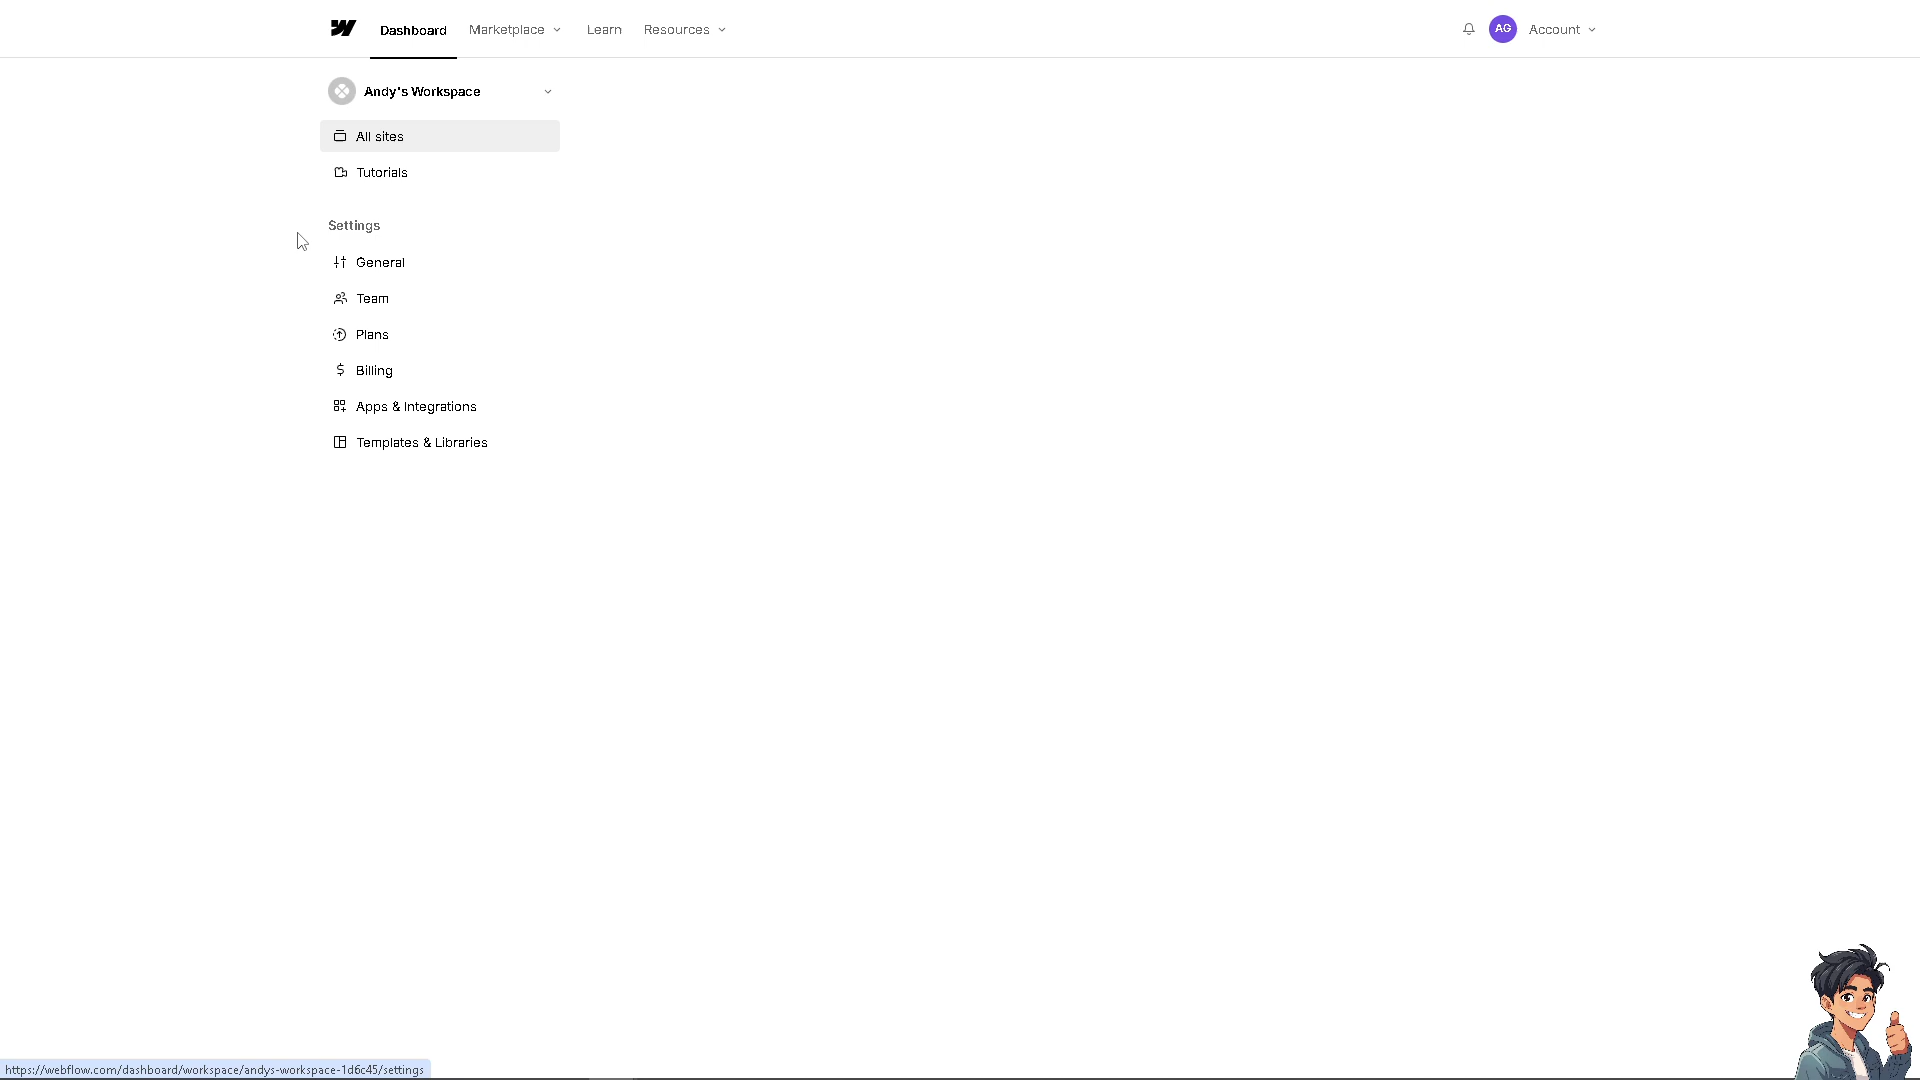 Dashboard
Marketplace
Learn
Resources
AG
Account
Andy's Workspace
All sites
Tutorials
Settings
General
Team
Plans
Billing
Apps & Integrations
Templates & Libraries
https://webflow.com/dashboard/workspace/andys-workspace-1d6c45/settings